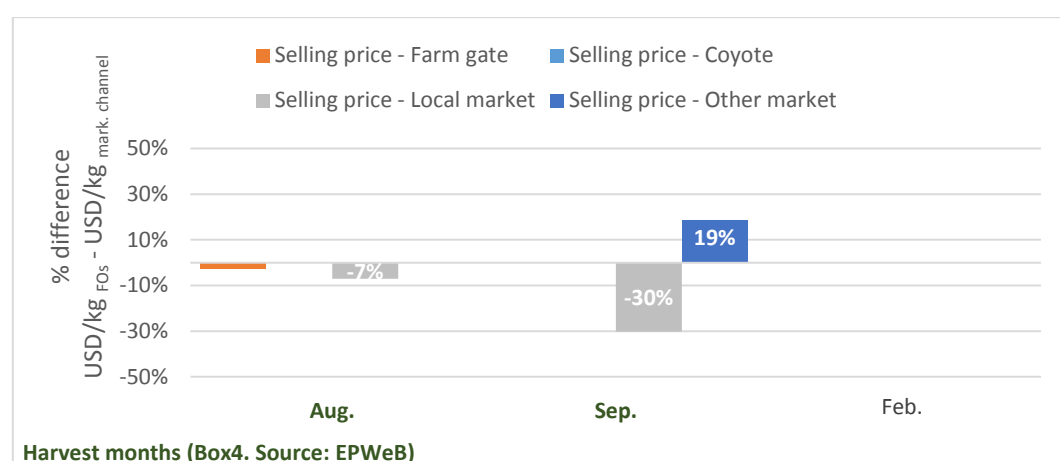 Selling price - Farm gate
Selling price - Coyote
Selling price - Local market
Selling price - Other market
% difference
USD/kg FOs - USD/kg mark. channel
50%
30%
10%
-10%
-30%
-50%
-7%
-30%
19%
Aug.
Sep.
Feb.
Harvest months (Box4. Source: EPWeB)